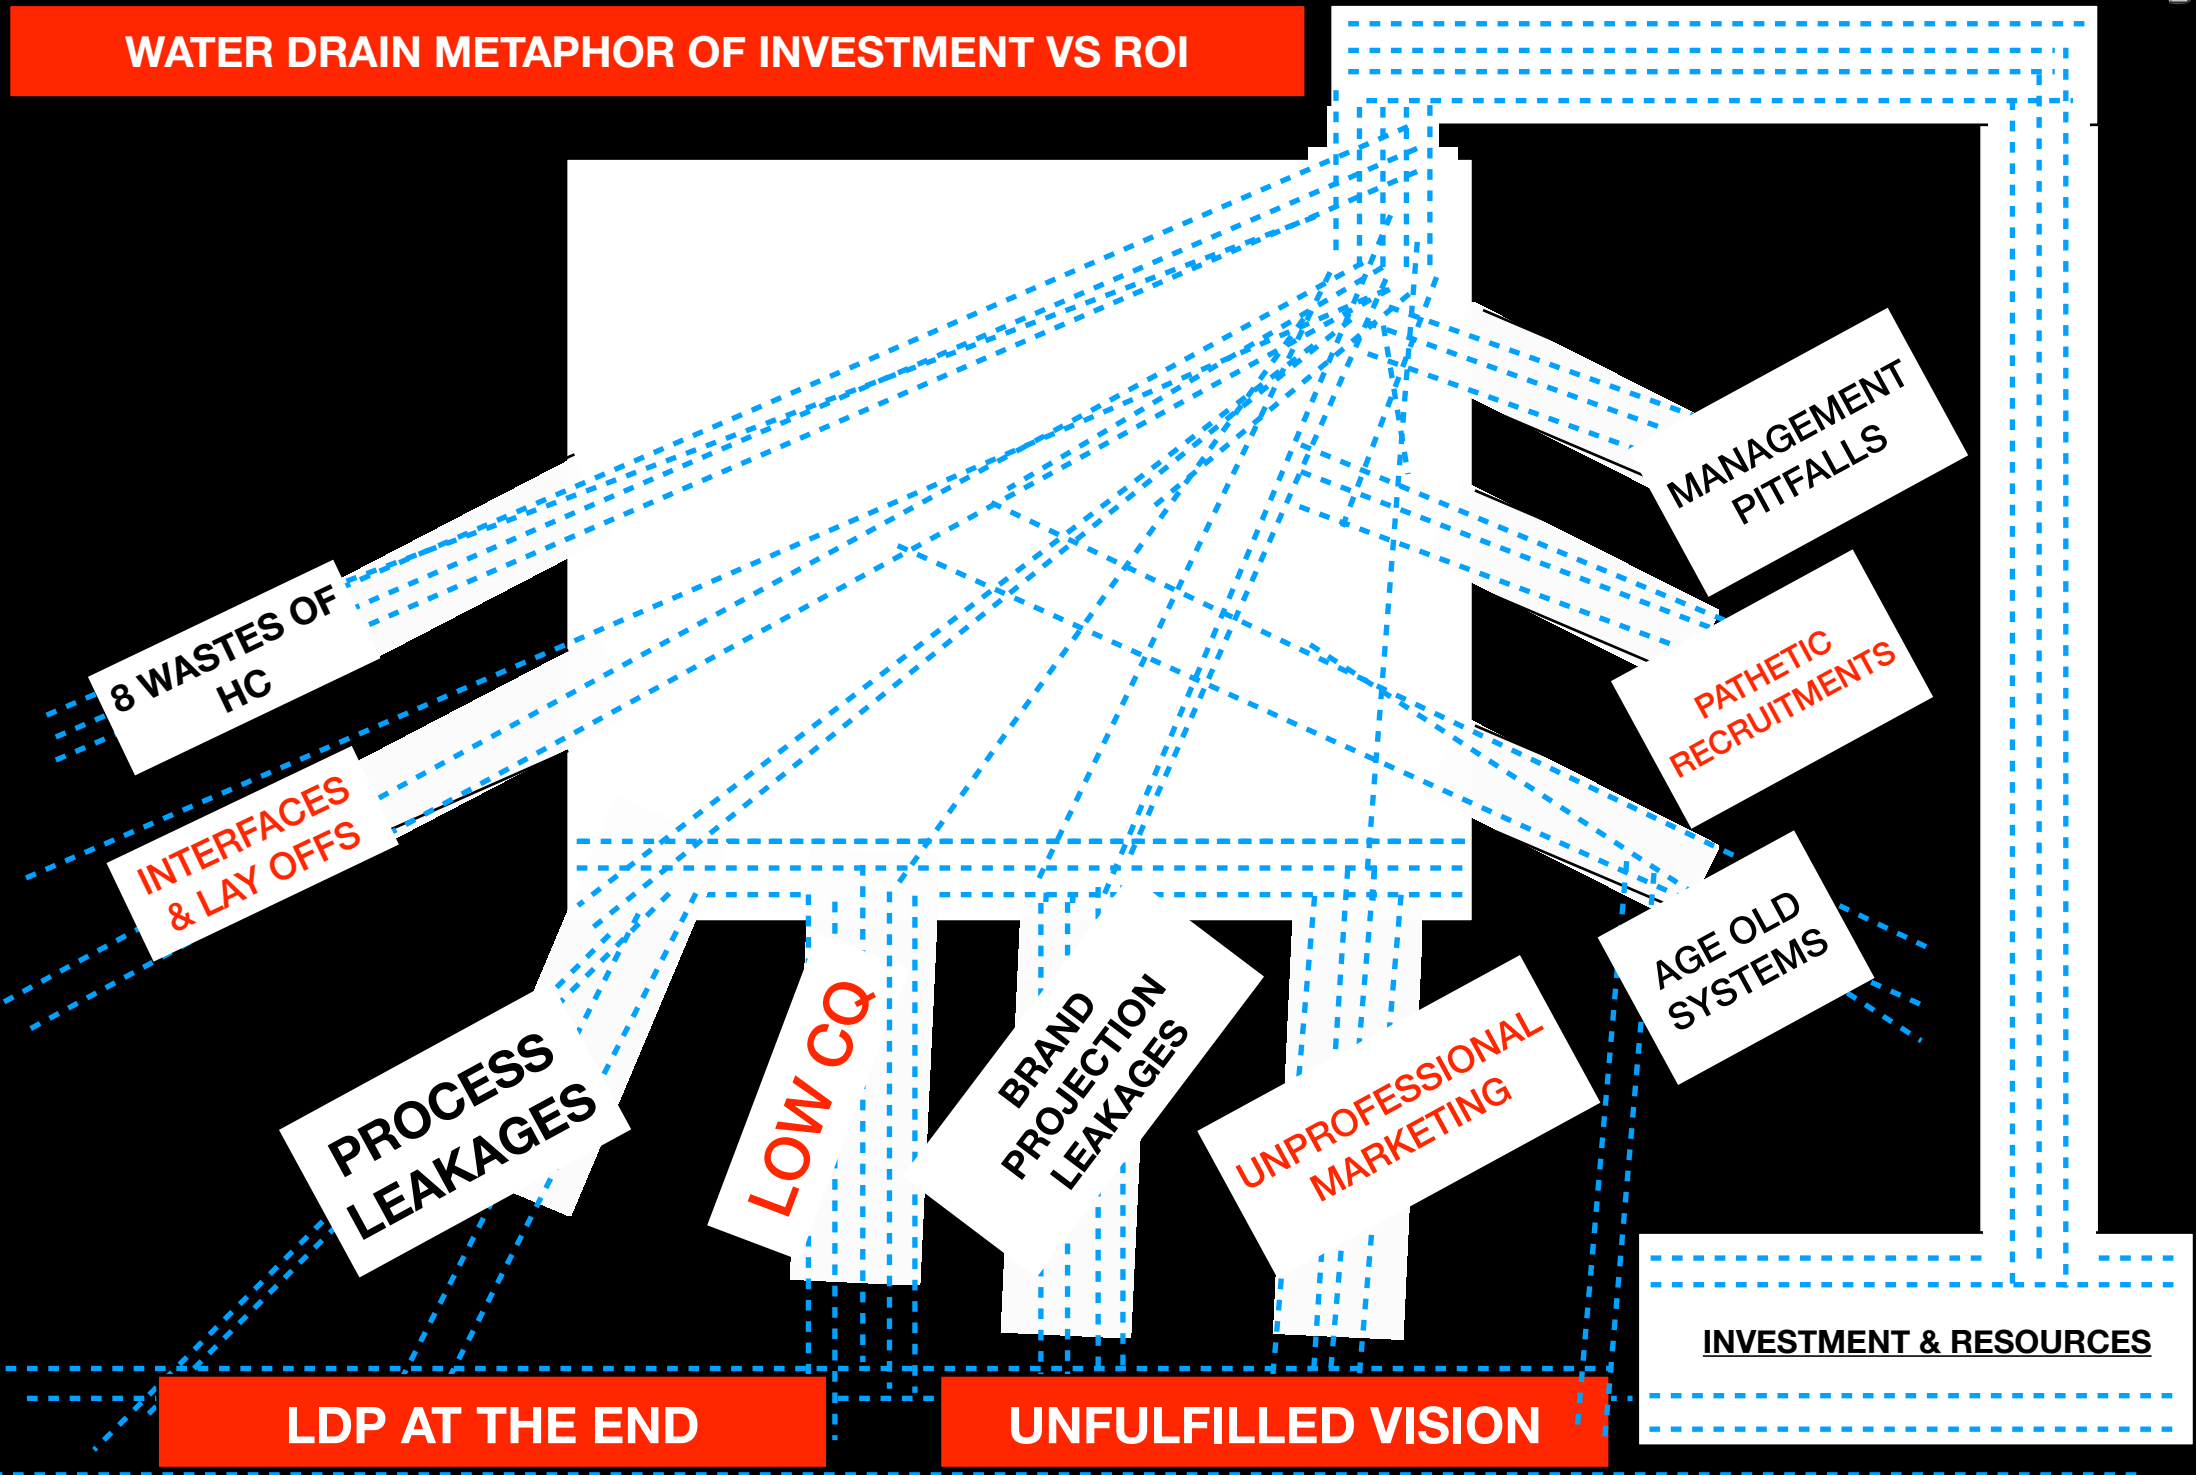 WATER DRAIN METAPHOR OF INVESTMENT VS ROI
MANAGEMENT
PITFALLS
8 WASTES OF
HC
PATHETIC
RECRUITMENTS
INTERFACES
& LAY OFFS
AGE OLD
SYSTEMS
PROCESS
LEAKAGES
LOW CQ
BRAND
PROJECTION
LEAKAGES
UNPROFESSIONAL
MARKETING
INVESTMENT & RESOURCES
LDP AT THE END
UNFULFILLED VISION